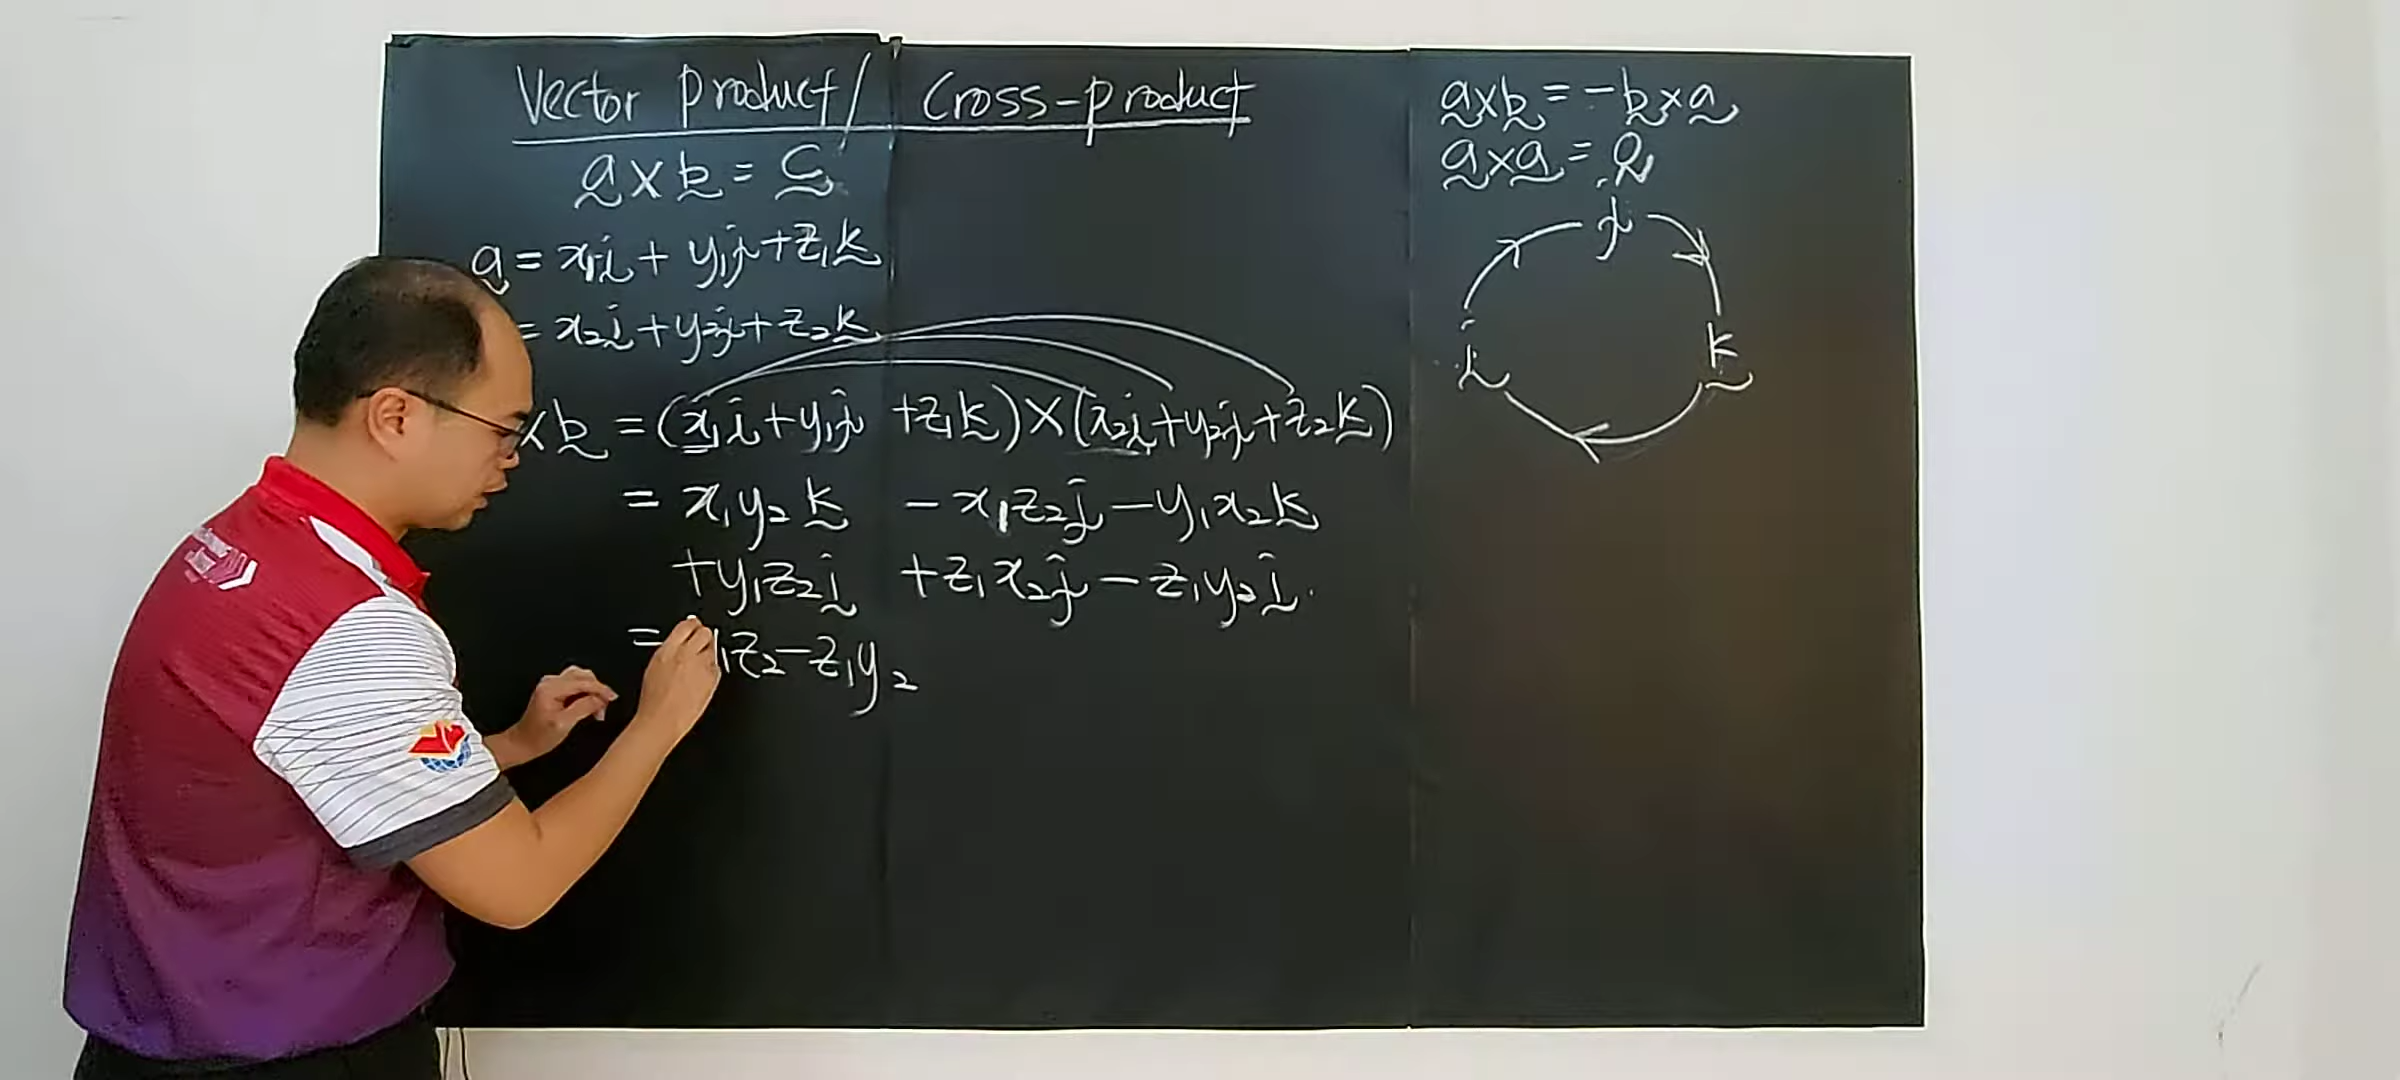 Vector product / Cross-product
a × b = c
a = x₁i + y₁j + z₁k
= x₂i + y₂j + z₂k
× b = (x₁i + y₁j + z₁k) × (x₂i + y₂j + z₂k)
= x₁y₂k - x₁z₂j - y₁x₂k
+ y₁z₂i + z₁x₂j - z₁y₂i
= ₁z₂ - z₁y₂
a × b = - b × a
a × a = 0
j
i
k